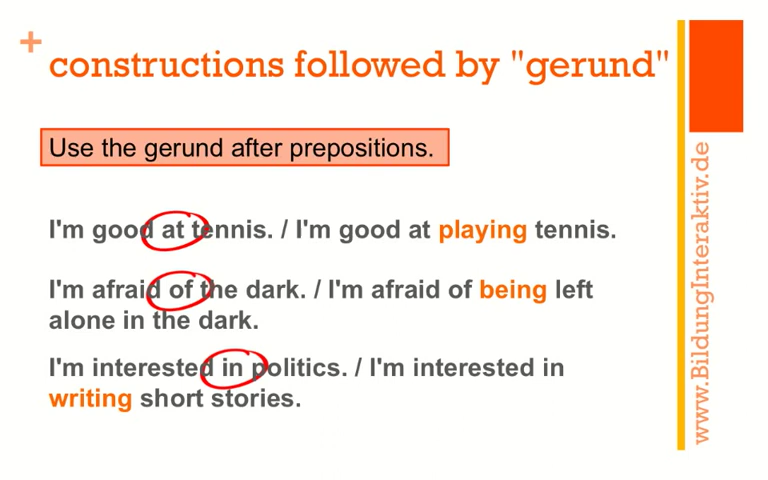 +
constructions followed by "gerund"
Use the gerund after prepositions.
I'm good at tennis. / I'm good at playing tennis.
I'm afraid of the dark. / I'm afraid of being left
alone in the dark.
I'm interested in politics. / I'm interested in
writing short stories.
www.BildungInteraktiv.de